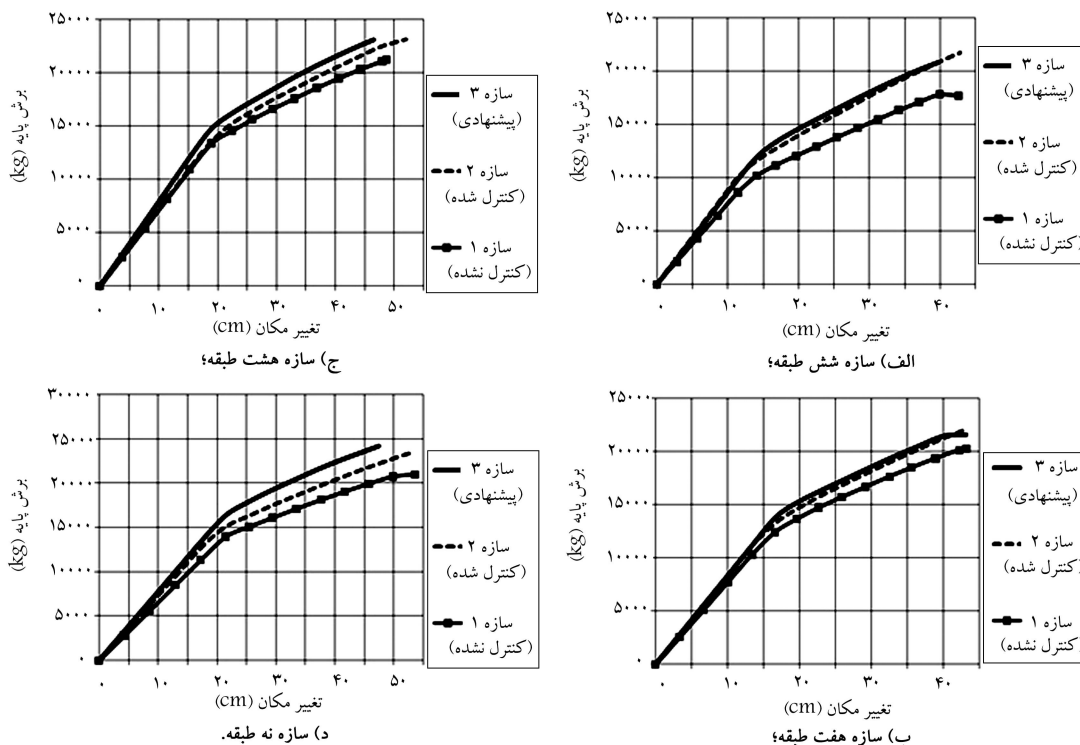 ۲۵۰۰۰
۲۰۰۰۰
۱۵۰۰۰
۱۰۰۰۰
۵۰۰۰
۰
برش پایه (kg)
۰ ۱۰ ۲۰ ۳۰ ۴۰
تغییر مکان (cm)
سازه ۳
(پیشنهادی)
سازه ۲
(کنترل شده)
سازه ۱
(کنترل نشده)
الف) سازه شش طبقه؛
۲۵۰۰۰
۲۰۰۰۰
۱۵۰۰۰
۱۰۰۰۰
۵۰۰۰
۰
برش پایه (kg)
۰ ۱۰ ۲۰ ۳۰ ۴۰
تغییر مکان (cm)
سازه ۳
(پیشنهادی)
سازه ۲
(کنترل شده)
سازه ۱
(کنترل نشده)
ب) سازه هفت طبقه؛
۲۵۰۰۰
۲۰۰۰۰
۱۵۰۰۰
۱۰۰۰۰
۵۰۰۰
۰
برش پایه (kg)
۰ ۱۰ ۲۰ ۳۰ ۴۰ ۵۰
تغییر مکان (cm)
سازه ۳
(پیشنهادی)
سازه ۲
(کنترل شده)
سازه ۱
(کنترل نشده)
ج) سازه هشت طبقه؛
۳۰۰۰۰
۲۵۰۰۰
۲۰۰۰۰
۱۵۰۰۰
۱۰۰۰۰
۵۰۰۰
۰
برش پایه (kg)
۰ ۱۰ ۲۰ ۳۰ ۴۰ ۵۰
تغییر مکان (cm)
سازه ۳
(پیشنهادی)
سازه ۲
(کنترل شده)
سازه ۱
(کنترل نشده)
د) سازه نه طبقه.